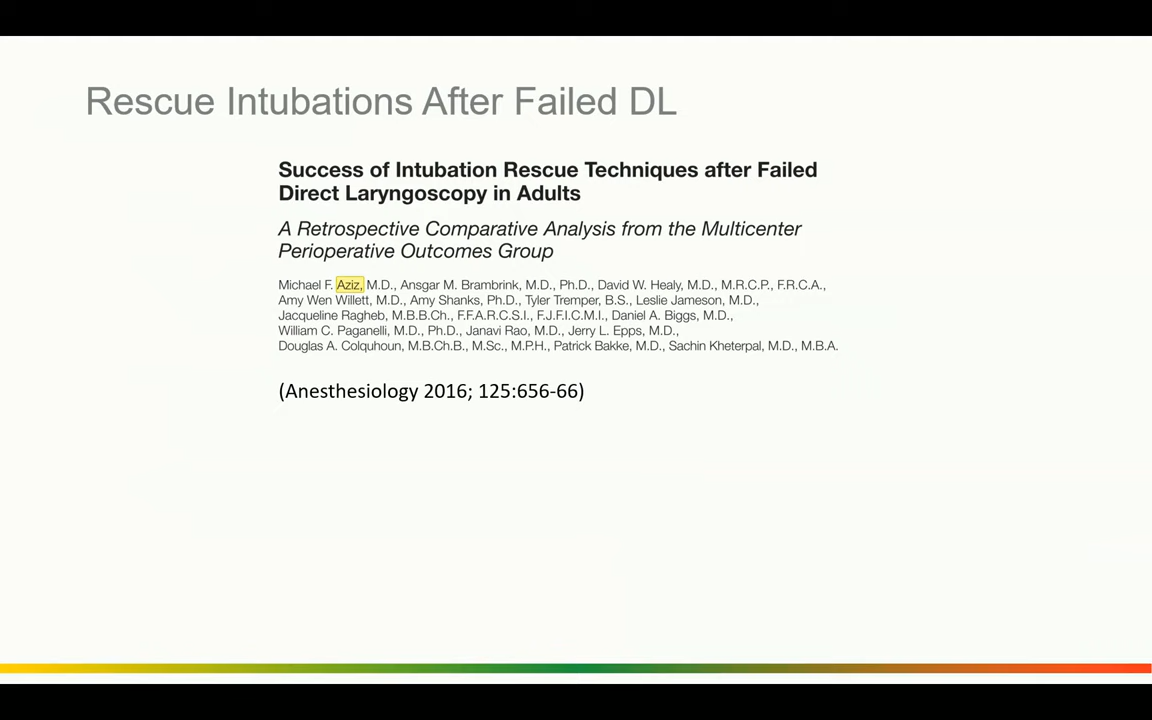 Rescue Intubations After Failed DL
Success of Intubation Rescue Techniques after Failed
Direct Laryngoscopy in Adults
A Retrospective Comparative Analysis from the Multicenter
Perioperative Outcomes Group
Michael F. Aziz, M.D., Ansgar M. Brambrink, M.D., Ph.D., David W. Healy, M.D., M.R.C.P., F.R.C.A.,
Amy Wen Willett, M.D., Amy Shanks, Ph.D., Tyler Tremper, B.S., Leslie Jameson, M.D.,
Jacqueline Ragheb, M.B.B.Ch., F.F.A.R.C.S.I., F.J.F.I.C.M.I., Daniel A. Biggs, M.D.,
William C. Paganelli, M.D., Ph.D., Janavi Rao, M.D., Jerry L. Epps, M.D.,
Douglas A. Colquhoun, M.B.Ch.B., M.Sc., M.P.H., Patrick Bakke, M.D., Sachin Kheterpal, M.D., M.B.A.
(Anesthesiology 2016; 125:656-66)